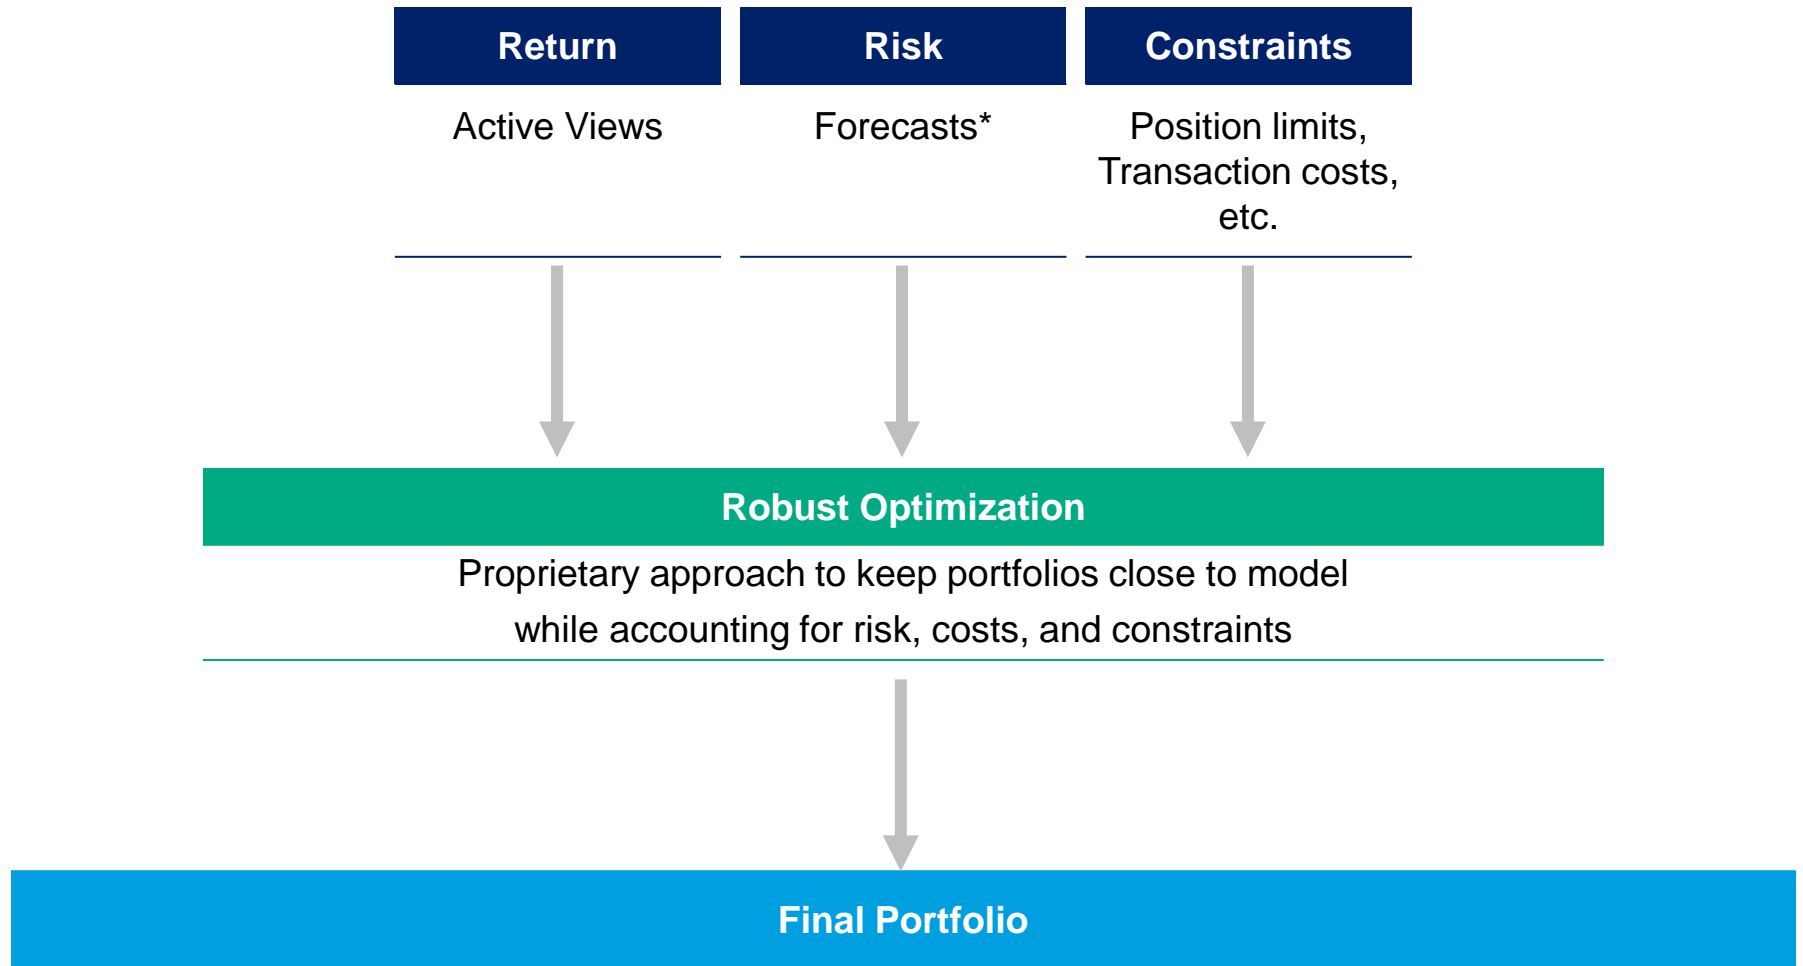 Return
Risk
Constraints
Active Views
Forecasts*
Position limits,
Transaction costs,
etc.
Robust Optimization
Proprietary approach to keep portfolios close to model
while accounting for risk, costs, and constraints
Final Portfolio